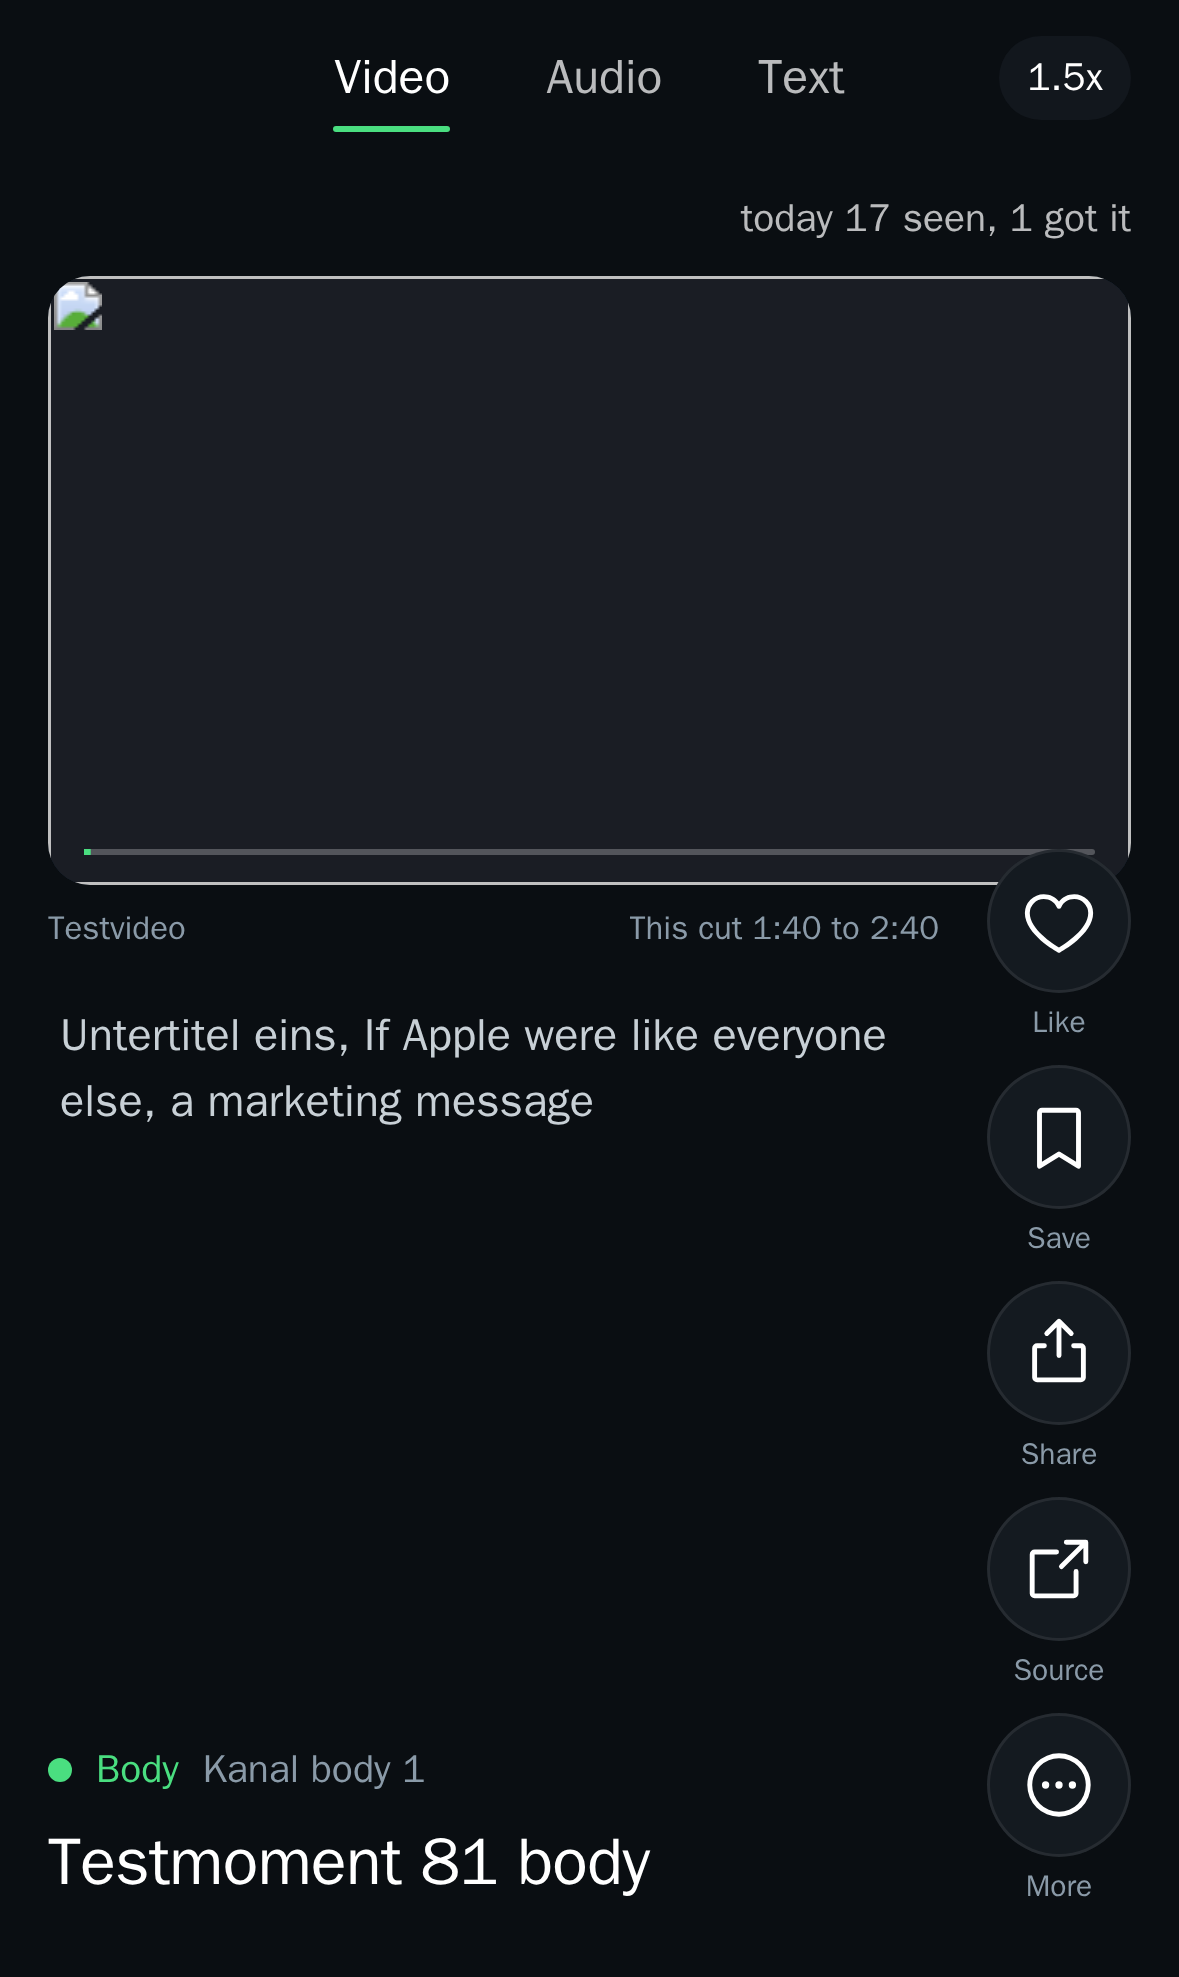 Video Audio Text 1.5x
today 17 seen, 1 got it
Testvideo This cut 1:40 to 2:40
Like
Untertitel eins, If Apple were like everyone
else, a marketing message
Save
Share
Source
Body Kanal body 1
Testmoment 81 body
More